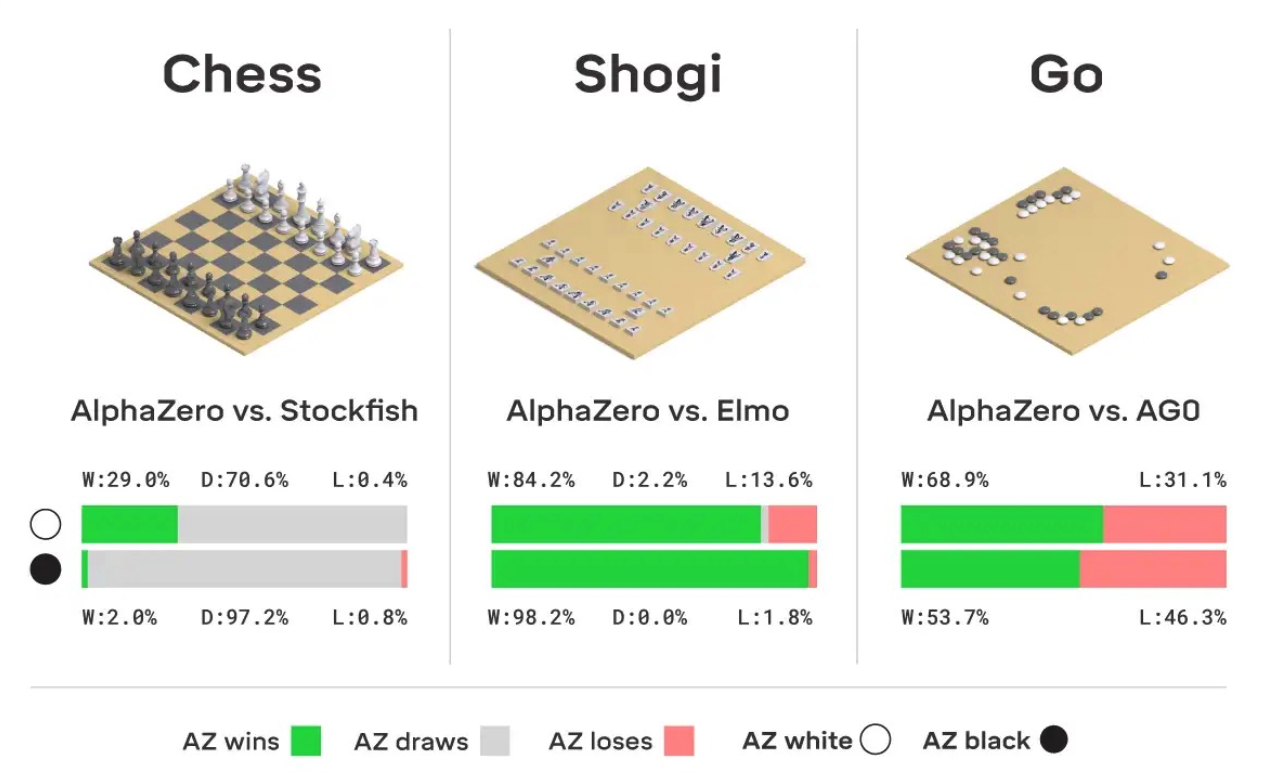 Chess
Shogi
Go
AlphaZero vs. Stockfish
AlphaZero vs. Elmo
AlphaZero vs. AG0
W:29.0% D:70.6% L:0.4%
W:84.2% D:2.2% L:13.6%
W:68.9% L:31.1%
W:2.0% D:97.2% L:0.8%
W:98.2% D:0.0% L:1.8%
W:53.7% L:46.3%
AZ wins
AZ draws
AZ loses
AZ white
AZ black